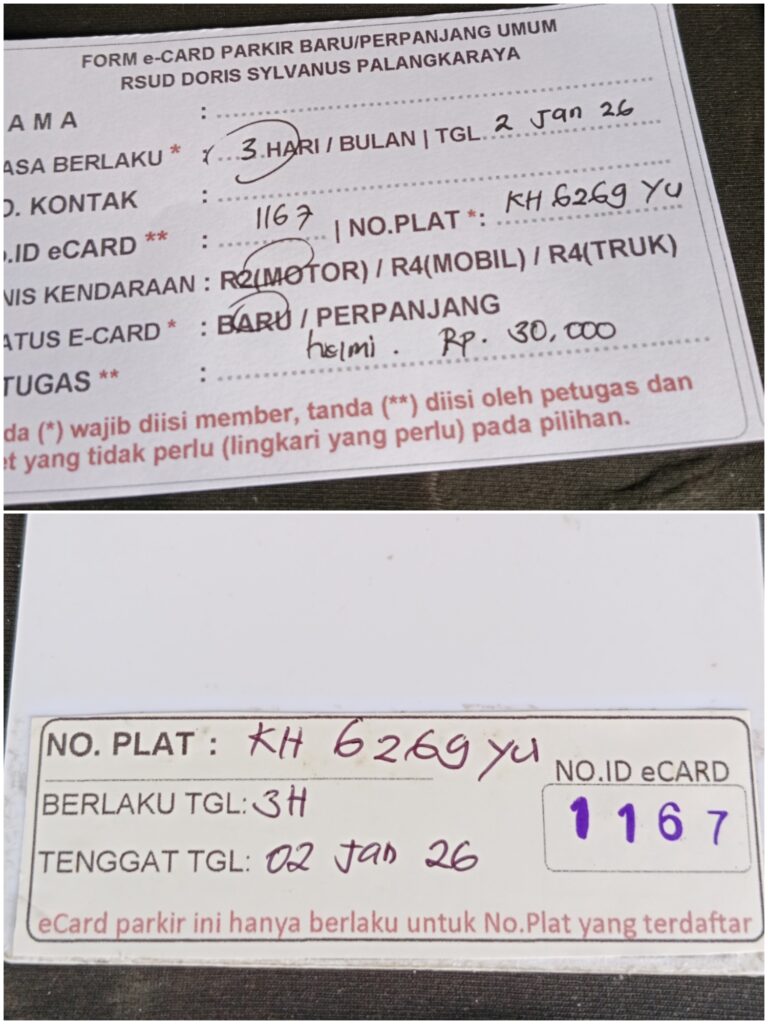 FORM e-CARD PARKIR BARU/PERPANJANG UMUM
RSUD DORIS SYLVANUS PALANGKARAYA
AMA :
ASA BERLAKU * : 3 HARI / BULAN | TGL. 2 Jan 26
O. KONTAK :
.ID eCARD ** : 1167 | NO.PLAT *: KH 6269 YU
NIS KENDARAAN : R2(MOTOR) / R4(MOBIL) / R4(TRUK)
ATUS E-CARD * : BARU / PERPANJANG
TUGAS ** : helmi. Rp. 30,000
da (*) wajib diisi member, tanda (**) diisi oleh petugas dan
et yang tidak perlu (lingkari yang perlu) pada pilihan.
NO. PLAT : KH 6269 YU
NO.ID eCARD
BERLAKU TGL: 3H
1167
TENGGAT TGL: 02 Jan 26
eCard parkir ini hanya berlaku untuk No.Plat yang terdaftar